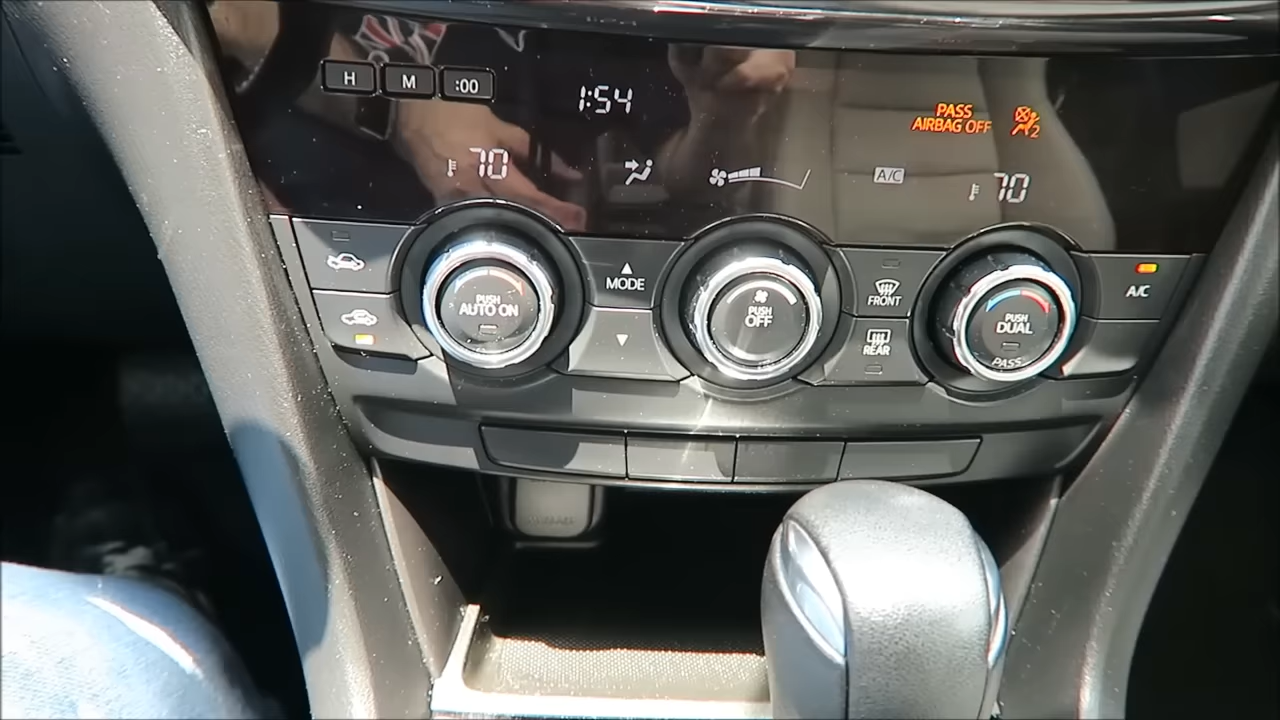 H M :00
1:54
PASS
AIRBAG OFF
2
70
A/C
70
PUSH
AUTO ON
MODE
PUSH
OFF
FRONT
REAR
PUSH
DUAL
PASS
A/C